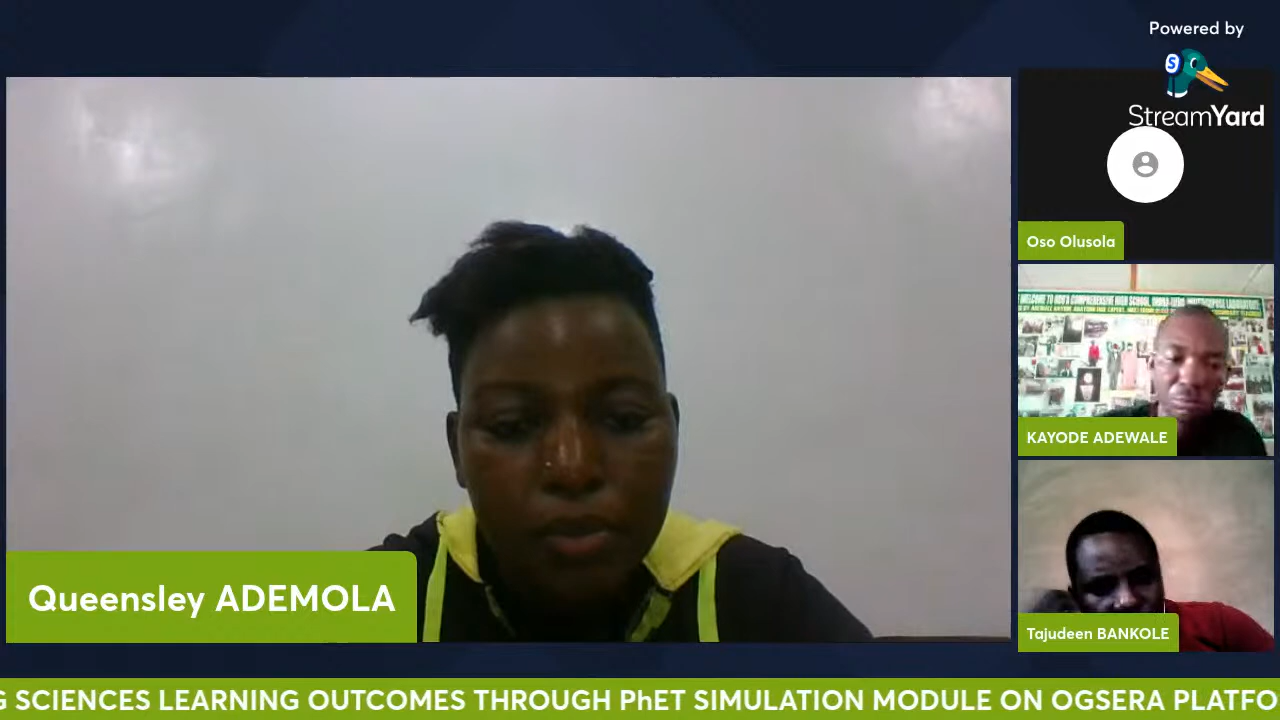 Powered by
S
StreamYard
Oso Olusola
KAYODE ADEWALE
Queensley ADEMOLA
Tajudeen BANKOLE
G SCIENCES LEARNING OUTCOMES THROUGH PhET SIMULATION MODULE ON OGSERA PLATFO